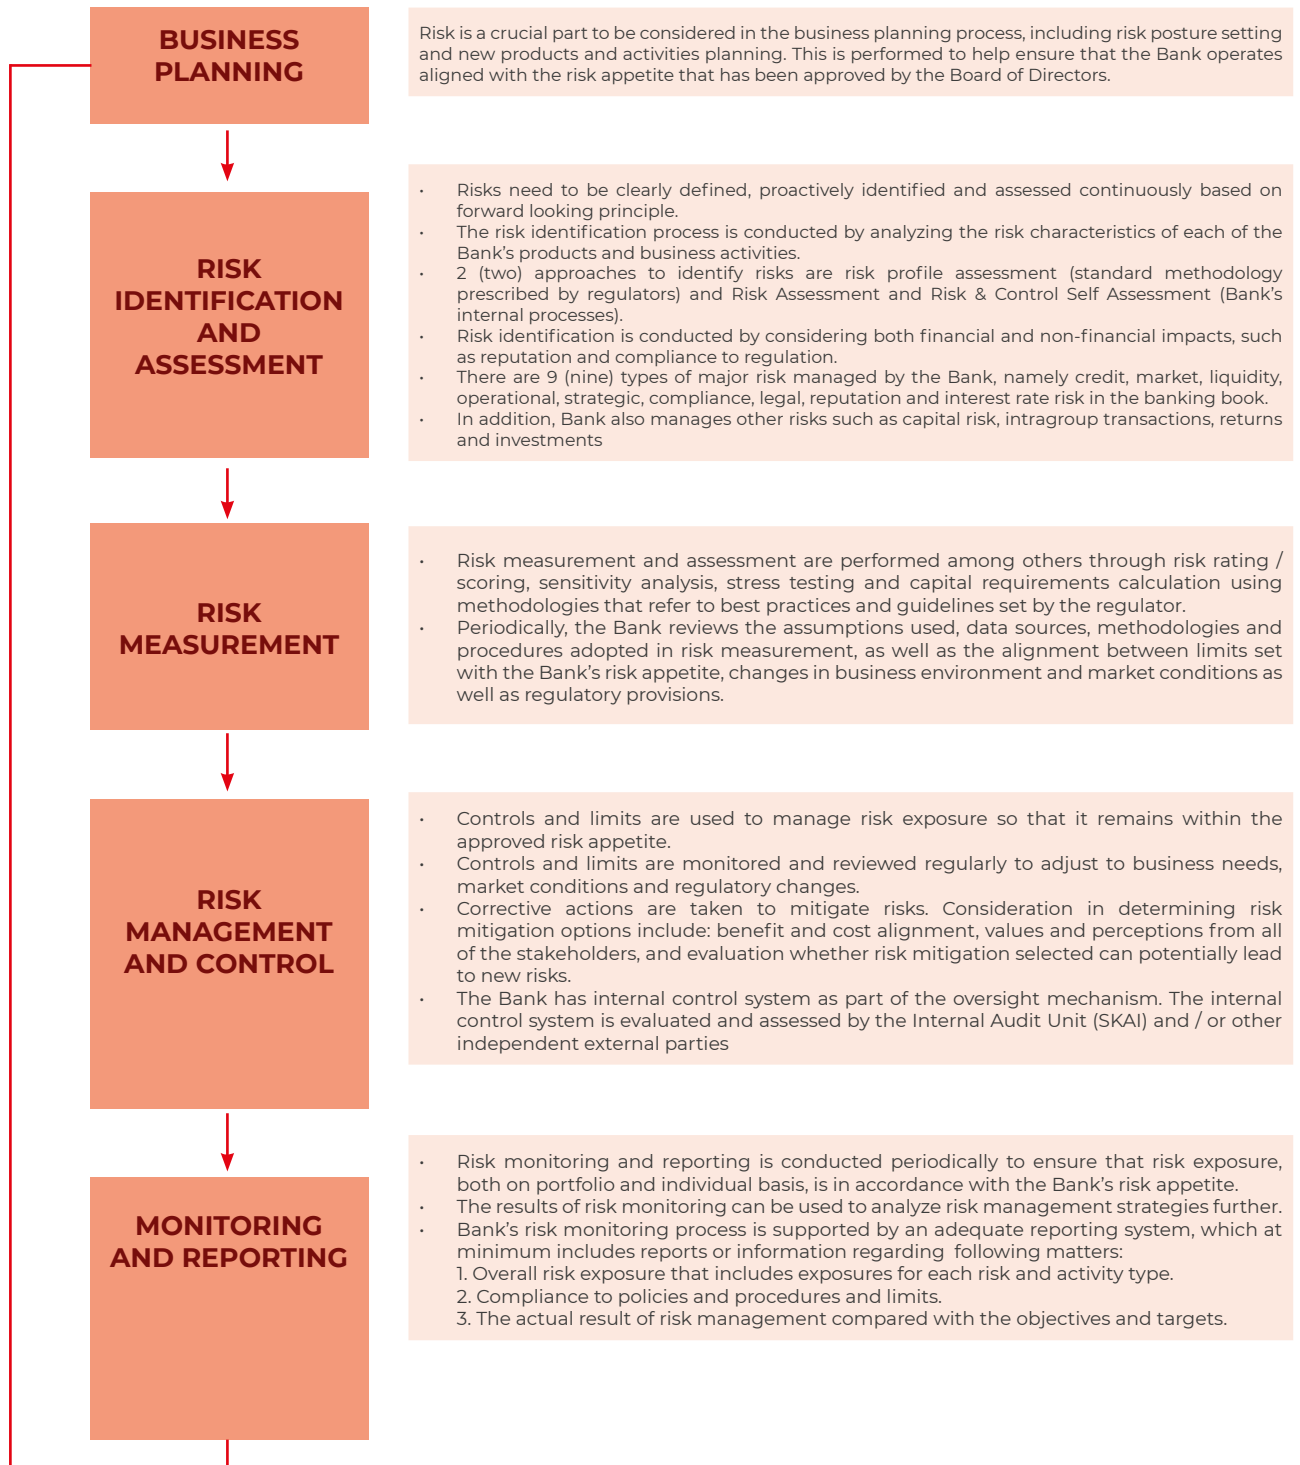 BUSINESS
PLANNING
Risk is a crucial part to be considered in the business planning process, including risk posture setting
and new products and activities planning. This is performed to help ensure that the Bank operates
aligned with the risk appetite that has been approved by the Board of Directors.
RISK
IDENTIFICATION
AND
ASSESSMENT
• Risks need to be clearly defined, proactively identified and assessed continuously based on
forward looking principle.
• The risk identification process is conducted by analyzing the risk characteristics of each of the
Bank's products and business activities.
• 2 (two) approaches to identify risks are risk profile assessment (standard methodology
prescribed by regulators) and Risk Assessment and Risk & Control Self Assessment (Bank's
internal processes).
• Risk identification is conducted by considering both financial and non-financial impacts, such
as reputation and compliance to regulation.
• There are 9 (nine) types of major risk managed by the Bank, namely credit, market, liquidity,
operational, strategic, compliance, legal, reputation and interest rate risk in the banking book.
• In addition, Bank also manages other risks such as capital risk, intragroup transactions, returns
and investments
RISK
MEASUREMENT
• Risk measurement and assessment are performed among others through risk rating /
scoring, sensitivity analysis, stress testing and capital requirements calculation using
methodologies that refer to best practices and guidelines set by the regulator.
• Periodically, the Bank reviews the assumptions used, data sources, methodologies and
procedures adopted in risk measurement, as well as the alignment between limits set
with the Bank's risk appetite, changes in business environment and market conditions as
well as regulatory provisions.
RISK
MANAGEMENT
AND CONTROL
• Controls and limits are used to manage risk exposure so that it remains within the
approved risk appetite.
• Controls and limits are monitored and reviewed regularly to adjust to business needs,
market conditions and regulatory changes.
• Corrective actions are taken to mitigate risks. Consideration in determining risk
mitigation options include: benefit and cost alignment, values and perceptions from all
of the stakeholders, and evaluation whether risk mitigation selected can potentially lead
to new risks.
• The Bank has internal control system as part of the oversight mechanism. The internal
control system is evaluated and assessed by the Internal Audit Unit (SKAI) and / or other
independent external parties
MONITORING
AND REPORTING
• Risk monitoring and reporting is conducted periodically to ensure that risk exposure,
both on portfolio and individual basis, is in accordance with the Bank's risk appetite.
• The results of risk monitoring can be used to analyze risk management strategies further.
• Bank's risk monitoring process is supported by an adequate reporting system, which at
minimum includes reports or information regarding following matters:
1. Overall risk exposure that includes exposures for each risk and activity type.
2. Compliance to policies and procedures and limits.
3. The actual result of risk management compared with the objectives and targets.